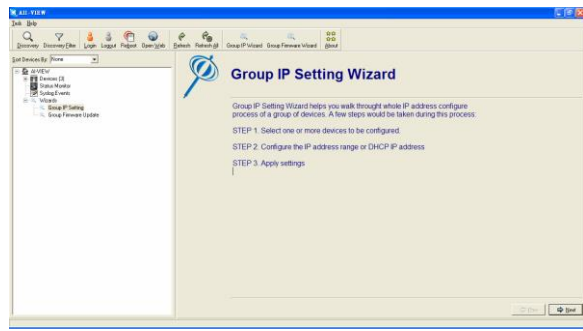 AH-VIEW
Task Help
Discovery Discovery Filter Login Logout Reboot Open Web Refresh Refresh All Group IP Wizard Group Firmware Wizard About
Sort Devices By: None
AH-VIEW
Devices (3)
Status Monitor
Syslog Events
Wizards
Group IP Setting
Group Firmware Update
Group IP Setting Wizard
Group IP Setting Wizard helps you walk throught whole IP address configure
process of a group of devices. A few steps would be taken during this process:
STEP 1. Select one or more devices to be configured.
STEP 2. Configure the IP address range or DHCP IP address
STEP 3. Apply settings
Prev Next